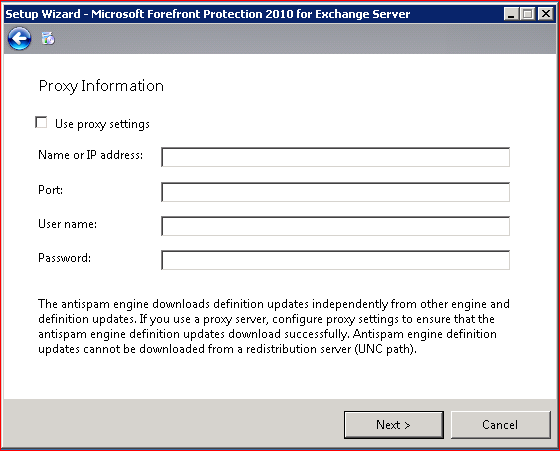 Setup Wizard - Microsoft Forefront Protection 2010 for Exchange Server
Proxy Information
Use proxy settings
Name or IP address:
Port:
User name:
Password:
The antispam engine downloads definition updates independently from other engine and
definition updates. If you use a proxy server, configure proxy settings to ensure that the
antispam engine definition updates download successfully. Antispam engine definition
updates cannot be downloaded from a redistribution server (UNC path).
Next >
Cancel